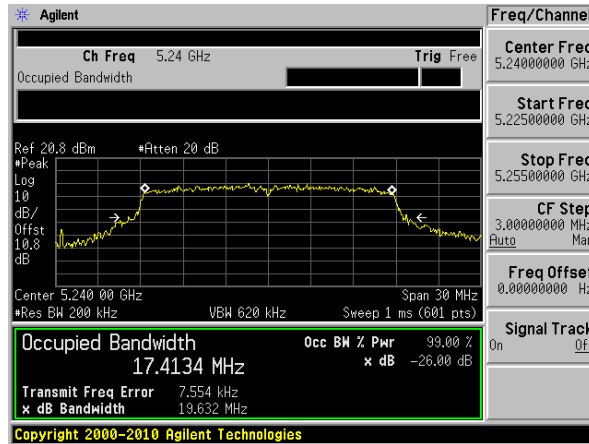 Agilent
Freq/Channel
Ch Freq 5.24 GHz Trig Free
Occupied Bandwidth
Center Freq
5.24000000 GHz
Start Freq
5.22500000 GHz
Stop Freq
5.25500000 GHz
CF Step
3.00000000 MHz
Auto Man
Freq Offset
0.00000000 Hz
Signal Track
On Off
Ref 20.8 dBm #Atten 20 dB
#Peak
Log
10
dB/
Offst
10.8
dB
Center 5.240 00 GHz Span 30 MHz
#Res BW 200 kHz VBW 620 kHz Sweep 1 ms (601 pts)
Occupied Bandwidth Occ BW % Pwr 99.00 %
17.4134 MHz x dB -26.00 dB
Transmit Freq Error 7.554 kHz
x dB Bandwidth 19.632 MHz
Copyright 2000-2010 Agilent Technologies